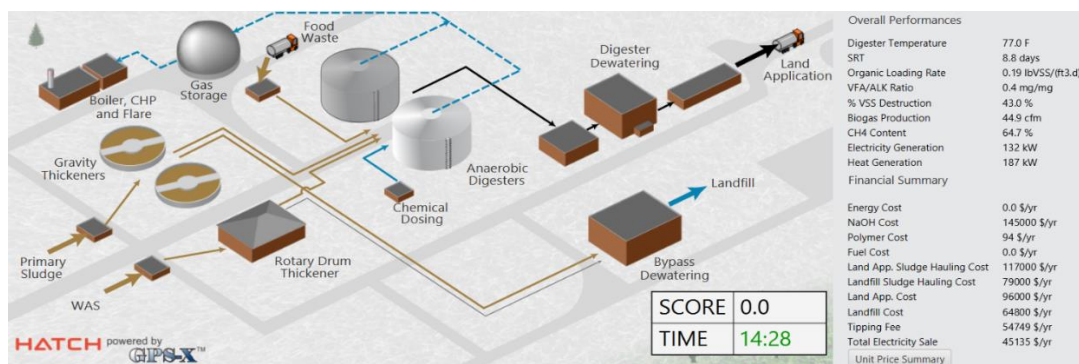 Food
Waste
Gas
Storage
Boiler, CHP
and Flare
Gravity
Thickeners
Primary
Sludge
WAS
Rotary Drum
Thickener
Chemical
Dosing
Anaerobic
Digesters
Digester
Dewatering
Land
Application
Landfill
Bypass
Dewatering
SCORE 0.0
TIME 14:28
HATCH powered by GPS-X™
Overall Performances
Digester Temperature 77.0 F
SRT 8.8 days
Organic Loading Rate 0.19 lbVSS/(ft3.d
VFA/ALK Ratio 0.4 mg/mg
% VSS Destruction 43.0 %
Biogas Production 44.9 cfm
CH4 Content 64.7 %
Electricity Generation 132 kW
Heat Generation 187 kW
Financial Summary
Energy Cost 0.0 $/yr
NaOH Cost 145000 $/yr
Polymer Cost 94 $/yr
Fuel Cost 0.0 $/yr
Land App. Sludge Hauling Cost 117000 $/yr
Landfill Sludge Hauling Cost 79000 $/yr
Land App. Cost 96000 $/yr
Landfill Cost 64800 $/yr
Tipping Fee 54749 $/yr
Total Electricity Sale 45135 $/yr
Unit Price Summary